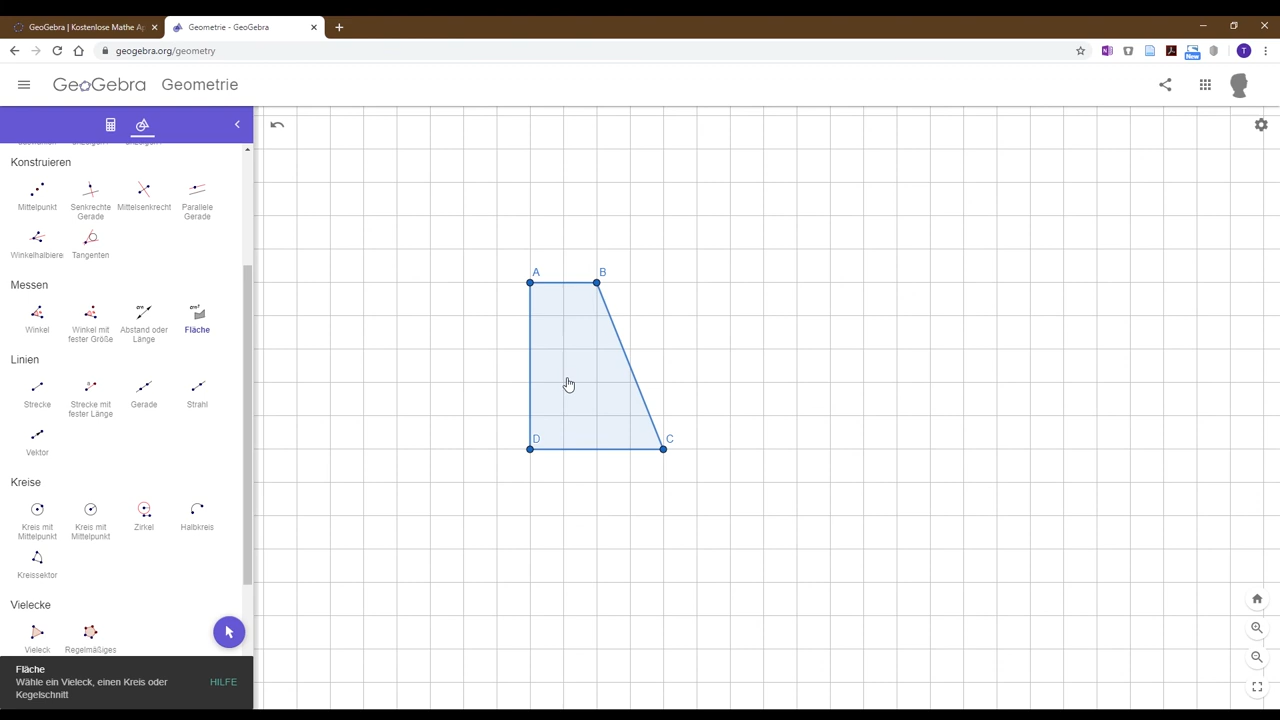 GeoGebra | Kostenlose Mathe Ap
Geometrie - GeoGebra
geogebra.org/geometry
New
T
GeoGebra
Geometrie
Konstruieren
Mittelpunkt
Senkrechte
Gerade
Mittelsenkrecht
Parallele
Gerade
Winkelhalbiere
Tangenten
Messen
Winkel
Winkel mit
fester Größe
cm
Abstand oder
Länge
cm²
Fläche
Linien
Strecke
a
Strecke mit
fester Länge
Gerade
Strahl
Vektor
Kreise
Kreis mit
Mittelpunkt
Kreis mit
Mittelpunkt
Zirkel
Halbkreis
Kreissektor
Vielecke
Vieleck
Regelmäßiges
Fläche
Wähle ein Vieleck, einen Kreis oder
Kegelschnitt
HILFE
A
B
D
C